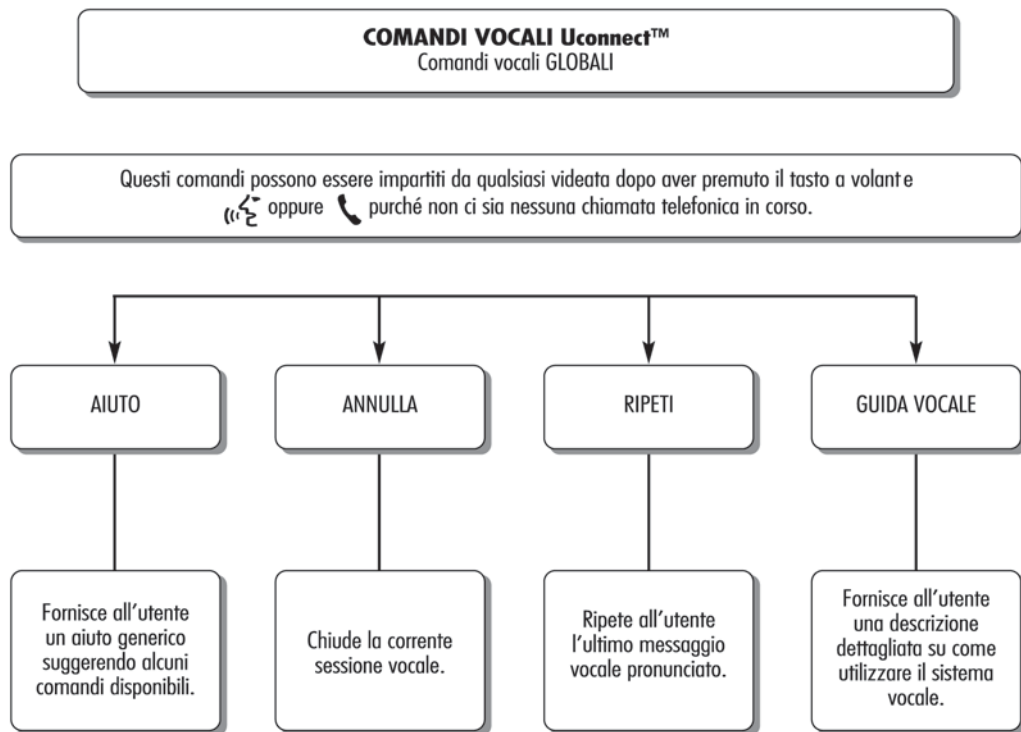 COMANDI VOCALI Uconnect™
Comandi vocali GLOBALI
Questi comandi possono essere impartiti da qualsiasi videata dopo aver premuto il tasto a volant e
oppure purché non ci sia nessuna chiamata telefonica in corso.
AIUTO
ANNULLA
RIPETI
GUIDA VOCALE
Fornisce all'utente
un aiuto generico
suggerendo alcuni
comandi disponibili.
Chiude la corrente
sessione vocale.
Ripete all'utente
l'ultimo messaggio
vocale pronunciato.
Fornisce all'utente
una descrizione
dettagliata su come
utilizzare il sistema
vocale.